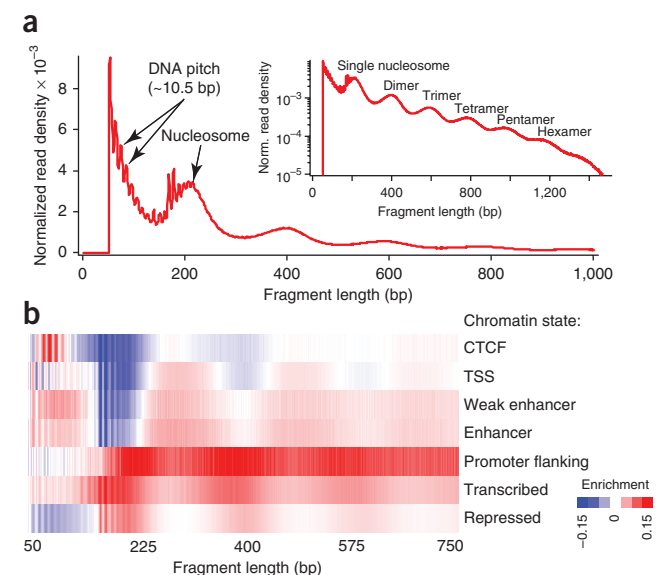 a
Normalized read density × 10⁻³
8
6
4
2
0
DNA pitch
(~10.5 bp)
Nucleosome
0
200
400
600
800
1,000
Fragment length (bp)
Norm. read density
10⁻³
10⁻⁴
10⁻⁵
Single nucleosome
Dimer
Trimer
Tetramer
Pentamer
Hexamer
0
400
800
1,200
Fragment length (bp)
b
Chromatin state:
CTCF
TSS
Weak enhancer
Enhancer
Promoter flanking
Transcribed
Repressed
50
225
400
575
750
Fragment length (bp)
Enrichment
−0.15
0
0.15